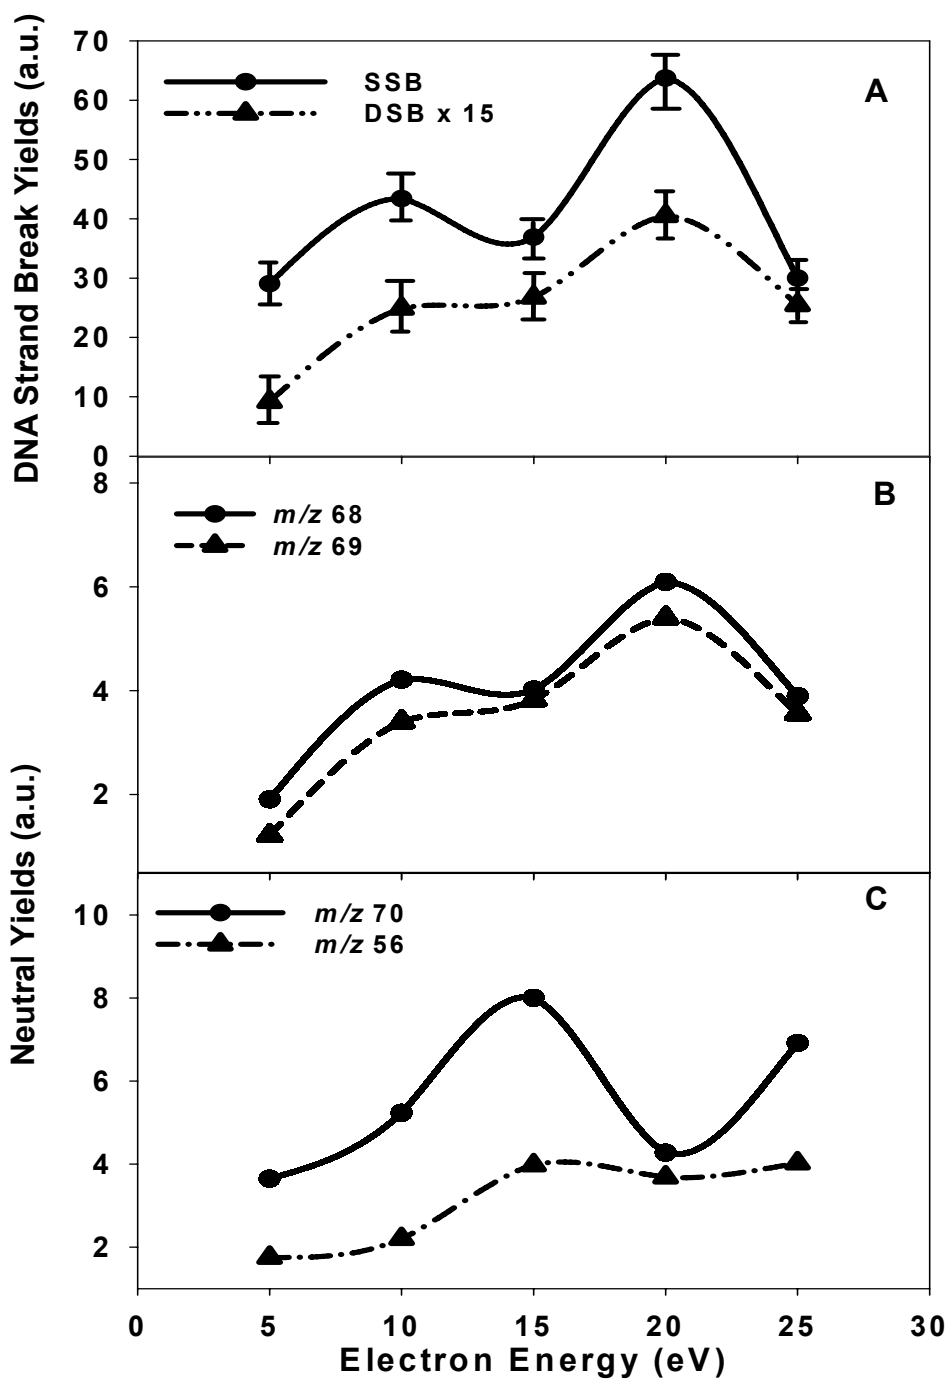 DNA Strand Break Yields (a.u.)
70
60
50
40
30
20
10
0
SSB
DSB x 15
A
8
6
4
2
m/z 68
m/z 69
B
Neutral Yields (a.u.)
10
8
6
4
2
m/z 70
m/z 56
C
0 5 10 15 20 25 30
Electron Energy (eV)